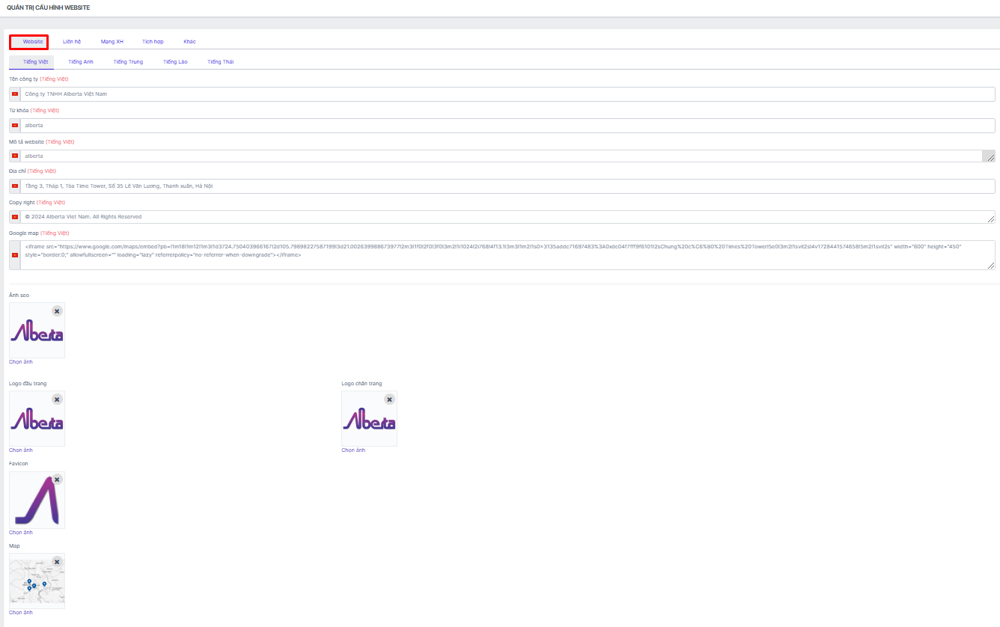 QUẢN TRỊ CẤU HÌNH WEBSITE
Website Liên hệ Mạng XH Tích hợp Khác
Tiếng Việt Tiếng Anh Tiếng Trung Tiếng Lào Tiếng Thái
Tên công ty (Tiếng Việt)
Công ty TNHH Alberta Việt Nam
Từ khóa (Tiếng Việt)
alberta
Mô tả website (Tiếng Việt)
alberta
Địa chỉ (Tiếng Việt)
Tầng 3, Tháp 1, Tòa Time Tower, Số 35 Lê Văn Lương, Thanh xuân, Hà Nội
Copy right (Tiếng Việt)
© 2024 Alberta Viet Nam. All Rights Reserved
Google map (Tiếng Việt)
<iframe src="https://www.google.com/maps/embed?pb=!1m18!1m12!1m3!1d3724.750403966167!2d105.79898227587199!3d21.002639988673977!2m3!1f0!2f0!3f0!3m2!1i1024!2i768!4f13.1!3m3!1m2!1s0x3135addc71697483%3A0xdc04f7fff9f6101!2sChung%20c%C6%B0%20Times%20Tower!5e0!3m2!1svi!2s!4v1728441574658!5m2!1svi!2s" width="600" height="450"
style="border:0;" allowfullscreen="" loading="lazy" referrerpolicy="no-referrer-when-downgrade"></iframe>
Ảnh seo
Alberta
Chọn ảnh
Logo đầu trang Logo chân trang
Alberta Alberta
Chọn ảnh Chọn ảnh
Favicon
Chọn ảnh
Map
Chọn ảnh